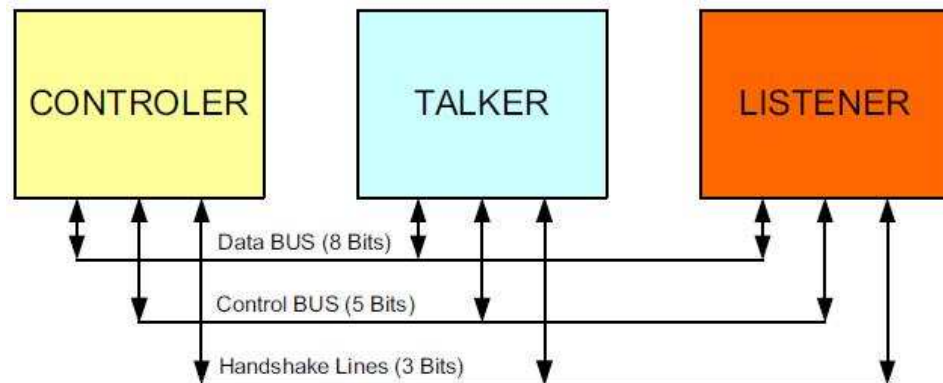 CONTROLER
TALKER
LISTENER
Data BUS (8 Bits)
Control BUS (5 Bits)
Handshake Lines (3 Bits)